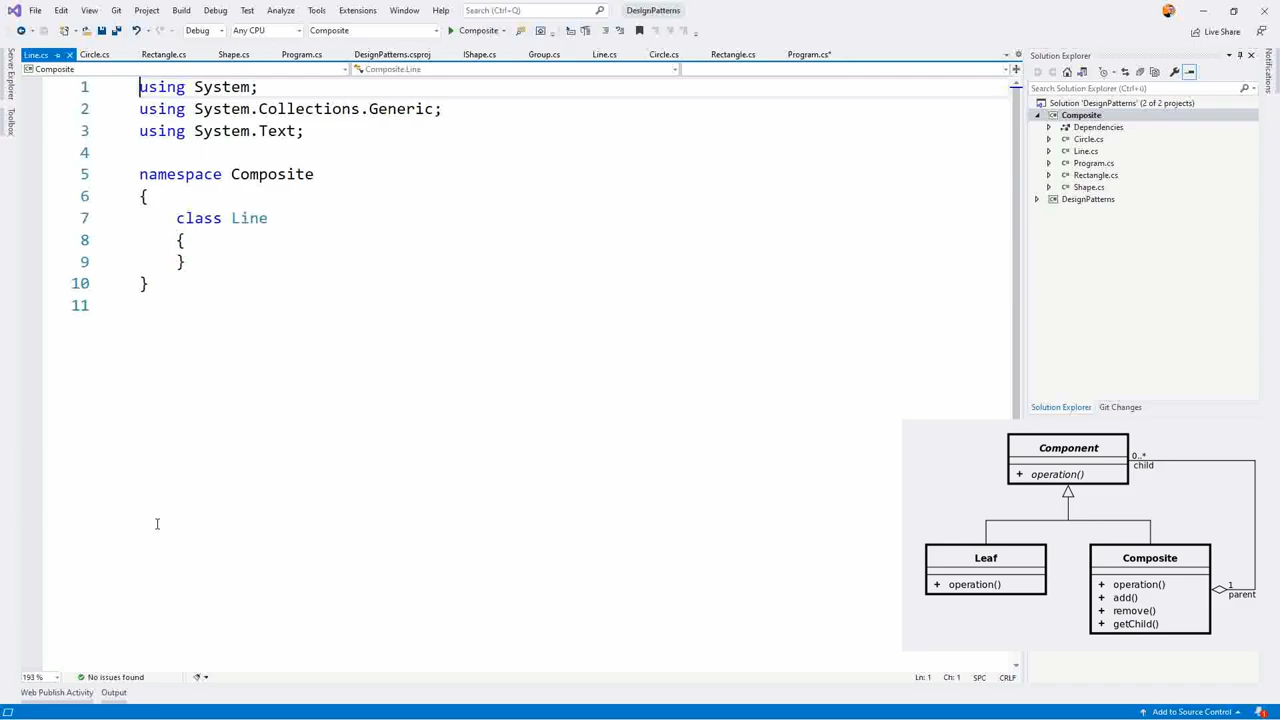 File Edit View Git Project Build Debug Test Analyze Tools Extensions Window Help Search (Ctrl+Q) DesignPatterns
Debug Any CPU Composite Composite Live Share
Line.cs Circle.cs Rectangle.cs Shape.cs Program.cs DesignPatterns.csproj IShape.cs Group.cs Line.cs Circle.cs Rectangle.cs Program.cs*
Composite Composite.Line
Server Explorer
Toolbox
1 using System;
2 using System.Collections.Generic;
3 using System.Text;
4
5 namespace Composite
6 {
7 class Line
8 {
9 }
10 }
11
Solution Explorer
Search Solution Explorer (Ctrl+ü)
Solution 'DesignPatterns' (2 of 2 projects)
Composite
Dependencies
Circle.cs
Line.cs
Program.cs
Rectangle.cs
Shape.cs
DesignPatterns
Notifications
Solution Explorer Git Changes
Component
+ operation()
0..*
child
Leaf
+ operation()
Composite
+ operation()
+ add()
+ remove()
+ getChild()
1
parent
193 % No issues found Ln: 1 Ch: 1 SPC CRLF
Web Publish Activity Output
Add to Source Control